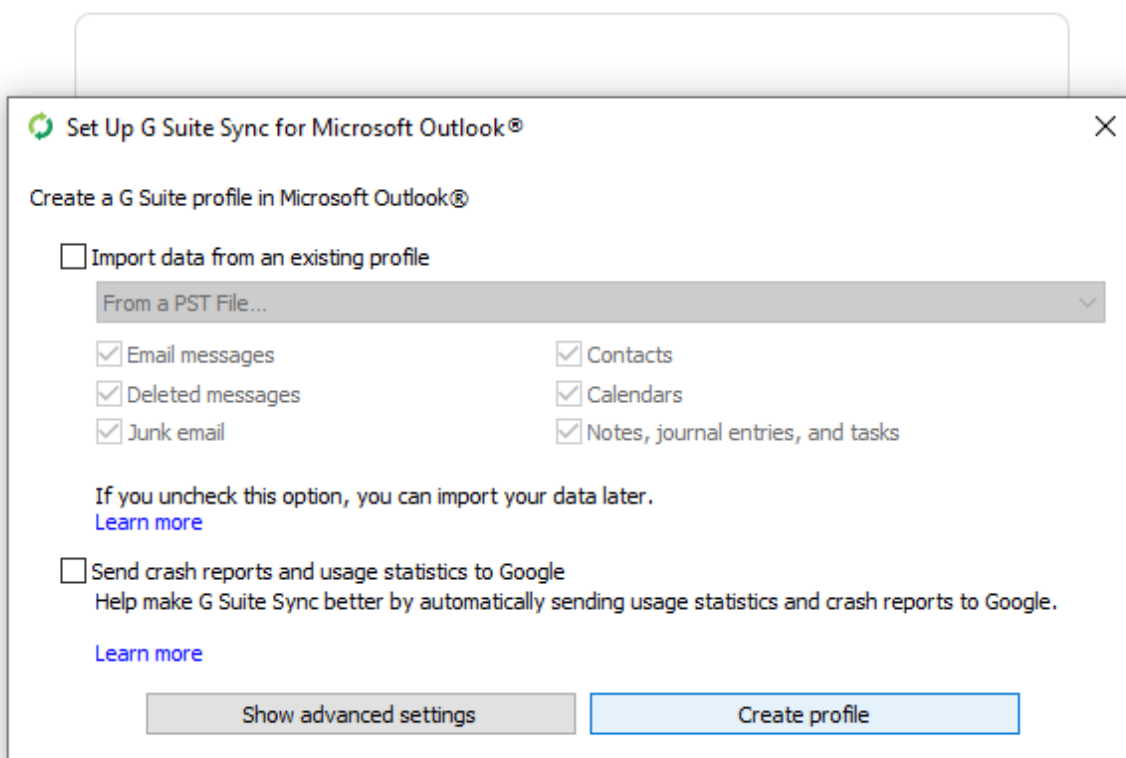 Set Up G Suite Sync for Microsoft Outlook®
Create a G Suite profile in Microsoft Outlook®
Import data from an existing profile
From a PST File...
Email messages
Contacts
Deleted messages
Calendars
Junk email
Notes, journal entries, and tasks
If you uncheck this option, you can import your data later.
Learn more
Send crash reports and usage statistics to Google
Help make G Suite Sync better by automatically sending usage statistics and crash reports to Google.
Learn more
Show advanced settings
Create profile